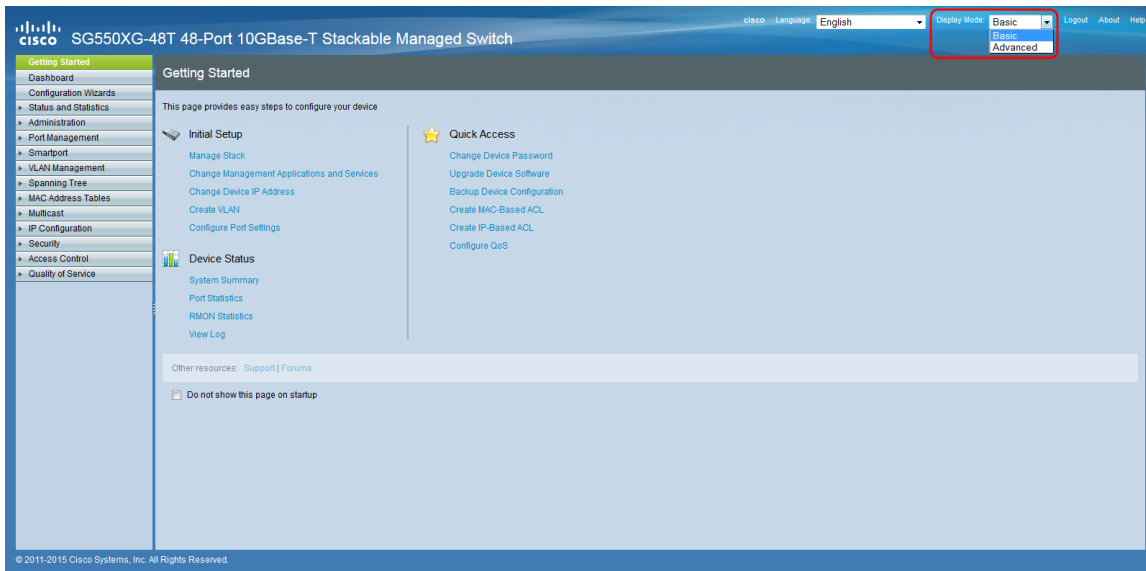 cisco Language: English Display Mode: Basic Logout About Help
Basic
Advanced
CISCO SG550XG-48T 48-Port 10GBase-T Stackable Managed Switch
Getting Started
Dashboard
Configuration Wizards
Status and Statistics
Administration
Port Management
Smartport
VLAN Management
Spanning Tree
MAC Address Tables
Multicast
IP Configuration
Security
Access Control
Quality of Service
Getting Started
This page provides easy steps to configure your device
Initial Setup
Manage Stack
Change Management Applications and Services
Change Device IP Address
Create VLAN
Configure Port Settings
Device Status
System Summary
Port Statistics
RMON Statistics
View Log
Quick Access
Change Device Password
Upgrade Device Software
Backup Device Configuration
Create MAC-Based ACL
Create IP-Based ACL
Configure QoS
Other resources: Support | Forums
Do not show this page on startup
© 2011-2015 Cisco Systems, Inc. All Rights Reserved.